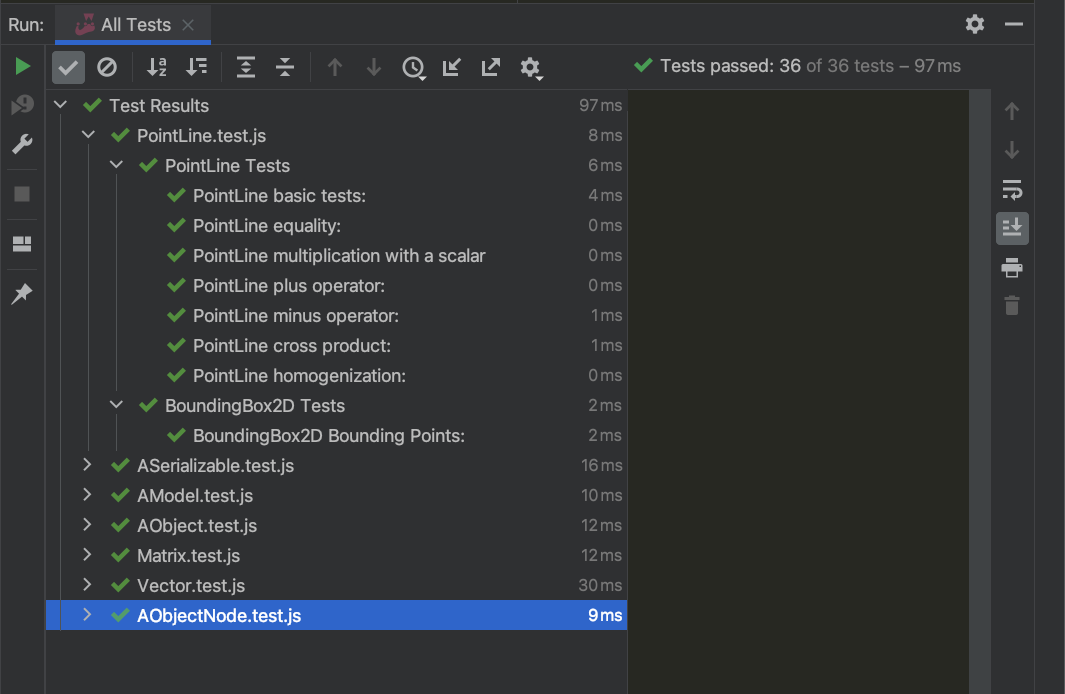 Run: All Tests
Tests passed: 36 of 36 tests – 97 ms
Test Results 97 ms
PointLine.test.js 8 ms
PointLine Tests 6 ms
PointLine basic tests: 4 ms
PointLine equality: 0 ms
PointLine multiplication with a scalar 0 ms
PointLine plus operator: 0 ms
PointLine minus operator: 1 ms
PointLine cross product: 1 ms
PointLine homogenization: 0 ms
BoundingBox2D Tests 2 ms
BoundingBox2D Bounding Points: 2 ms
ASerializable.test.js 16 ms
AModel.test.js 10 ms
AObject.test.js 12 ms
Matrix.test.js 12 ms
Vector.test.js 30 ms
AObjectNode.test.js 9 ms